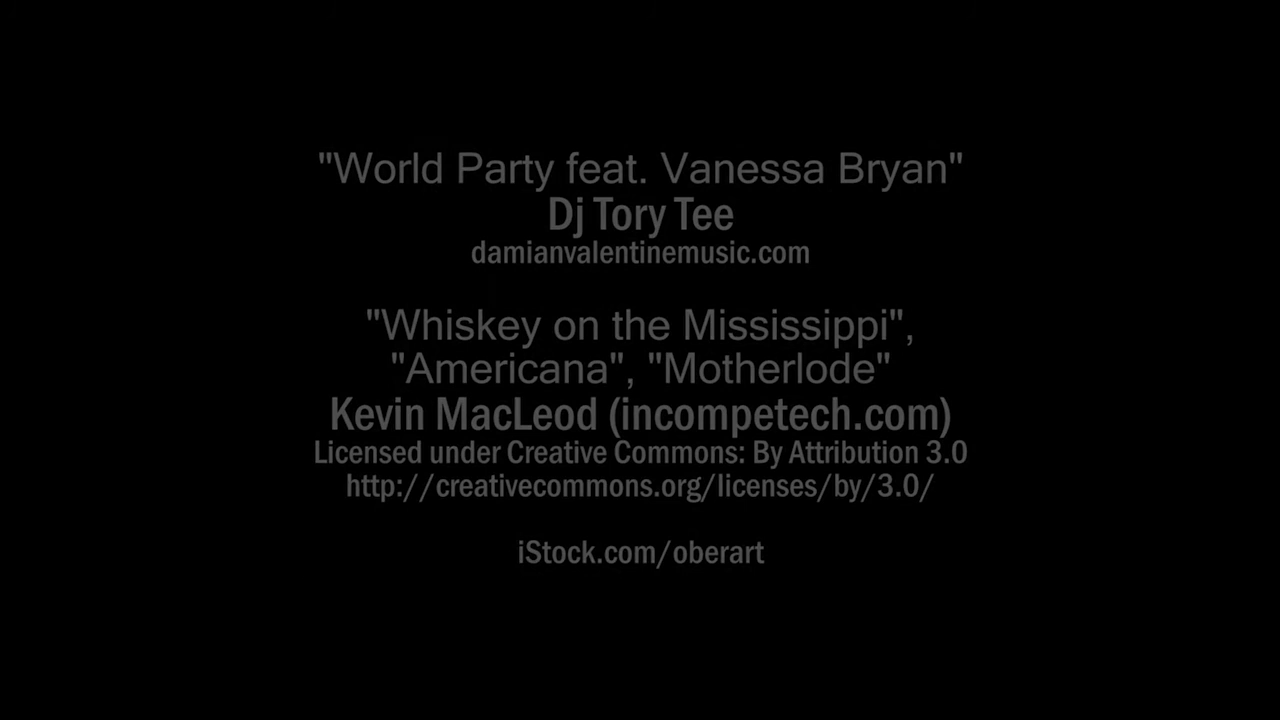 "World Party feat. Vanessa Bryan"
Dj Tory Tee
damianvalentinemusic.com
"Whiskey on the Mississippi",
"Americana", "Motherlode"
Kevin MacLeod (incompetech.com)
Licensed under Creative Commons: By Attribution 3.0
http://creativecommons.org/licenses/by/3.0/
iStock.com/oberart